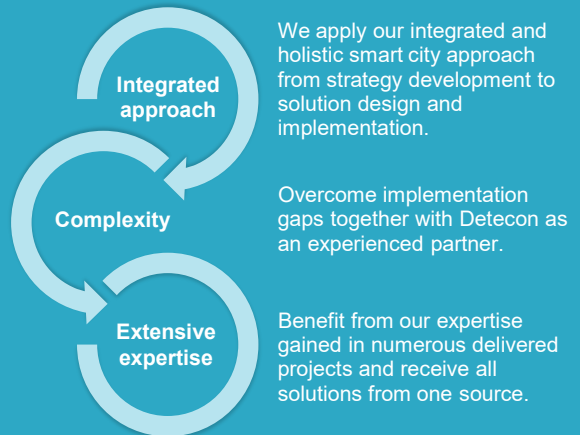 Integrated
approach
We apply our integrated and
holistic smart city approach
from strategy development to
solution design and
implementation.
Complexity
Overcome implementation
gaps together with Detecon as
an experienced partner.
Extensive
expertise
Benefit from our expertise
gained in numerous delivered
projects and receive all
solutions from one source.